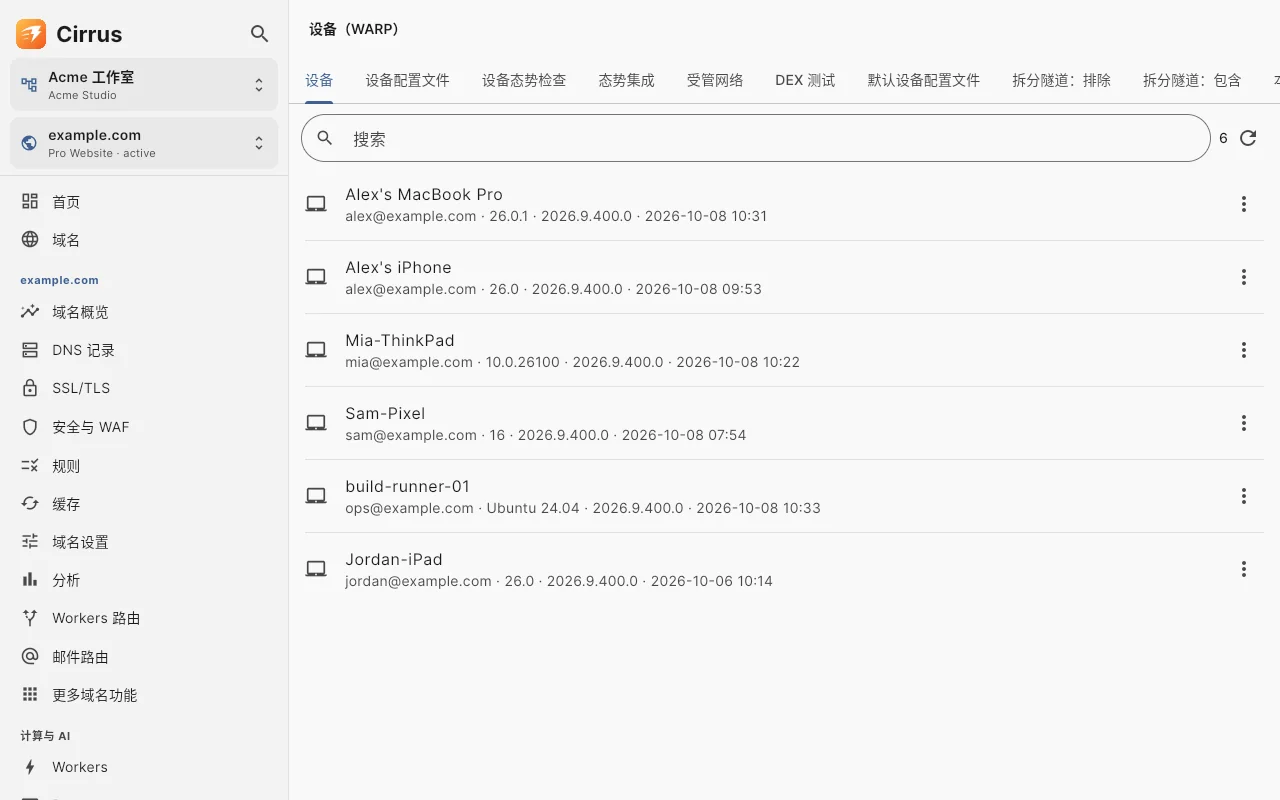 Cirrus
Acme 工作室
Acme Studio
example.com
Pro Website · active
首页
域名
example.com
域名概览
DNS 记录
SSL/TLS
安全与 WAF
规则
缓存
域名设置
分析
Workers 路由
邮件路由
更多域名功能
计算与 AI
Workers
设备（WARP）
设备 设备配置文件 设备态势检查 态势集成 受管网络 DEX 测试 默认设备配置文件 拆分隧道：排除 拆分隧道：包含
搜索
6
Alex's MacBook Pro
alex@example.com · 26.0.1 · 2026.9.400.0 · 2026-10-08 10:31
Alex's iPhone
alex@example.com · 26.0 · 2026.9.400.0 · 2026-10-08 09:53
Mia-ThinkPad
mia@example.com · 10.0.26100 · 2026.9.400.0 · 2026-10-08 10:22
Sam-Pixel
sam@example.com · 16 · 2026.9.400.0 · 2026-10-08 07:54
build-runner-01
ops@example.com · Ubuntu 24.04 · 2026.9.400.0 · 2026-10-08 10:33
Jordan-iPad
jordan@example.com · 26.0 · 2026.9.400.0 · 2026-10-06 10:14